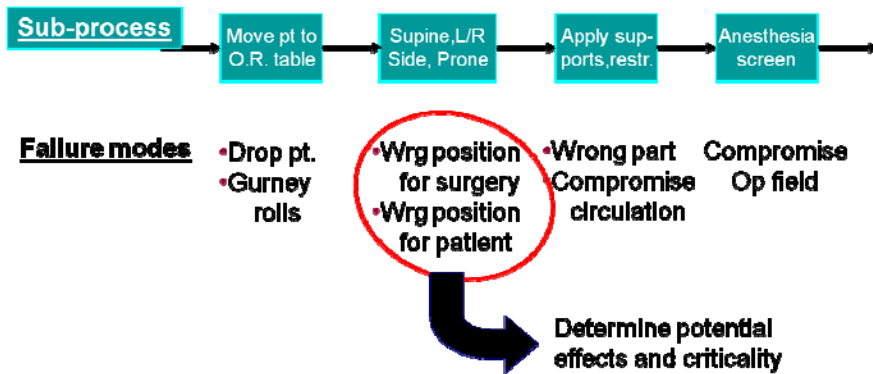 Sub-process
Move pt to
O.R. table
Supine,L/R
Side, Prone
Apply sup-
ports,restr.
Anesthesia
screen
Failure modes
•Drop pt.
•Gurney
rolls
•Wrg position
for surgery
•Wrg position
for patient
•Wrong part
•Compromise
circulation
Compromise
Op field
Determine potential
effects and criticality